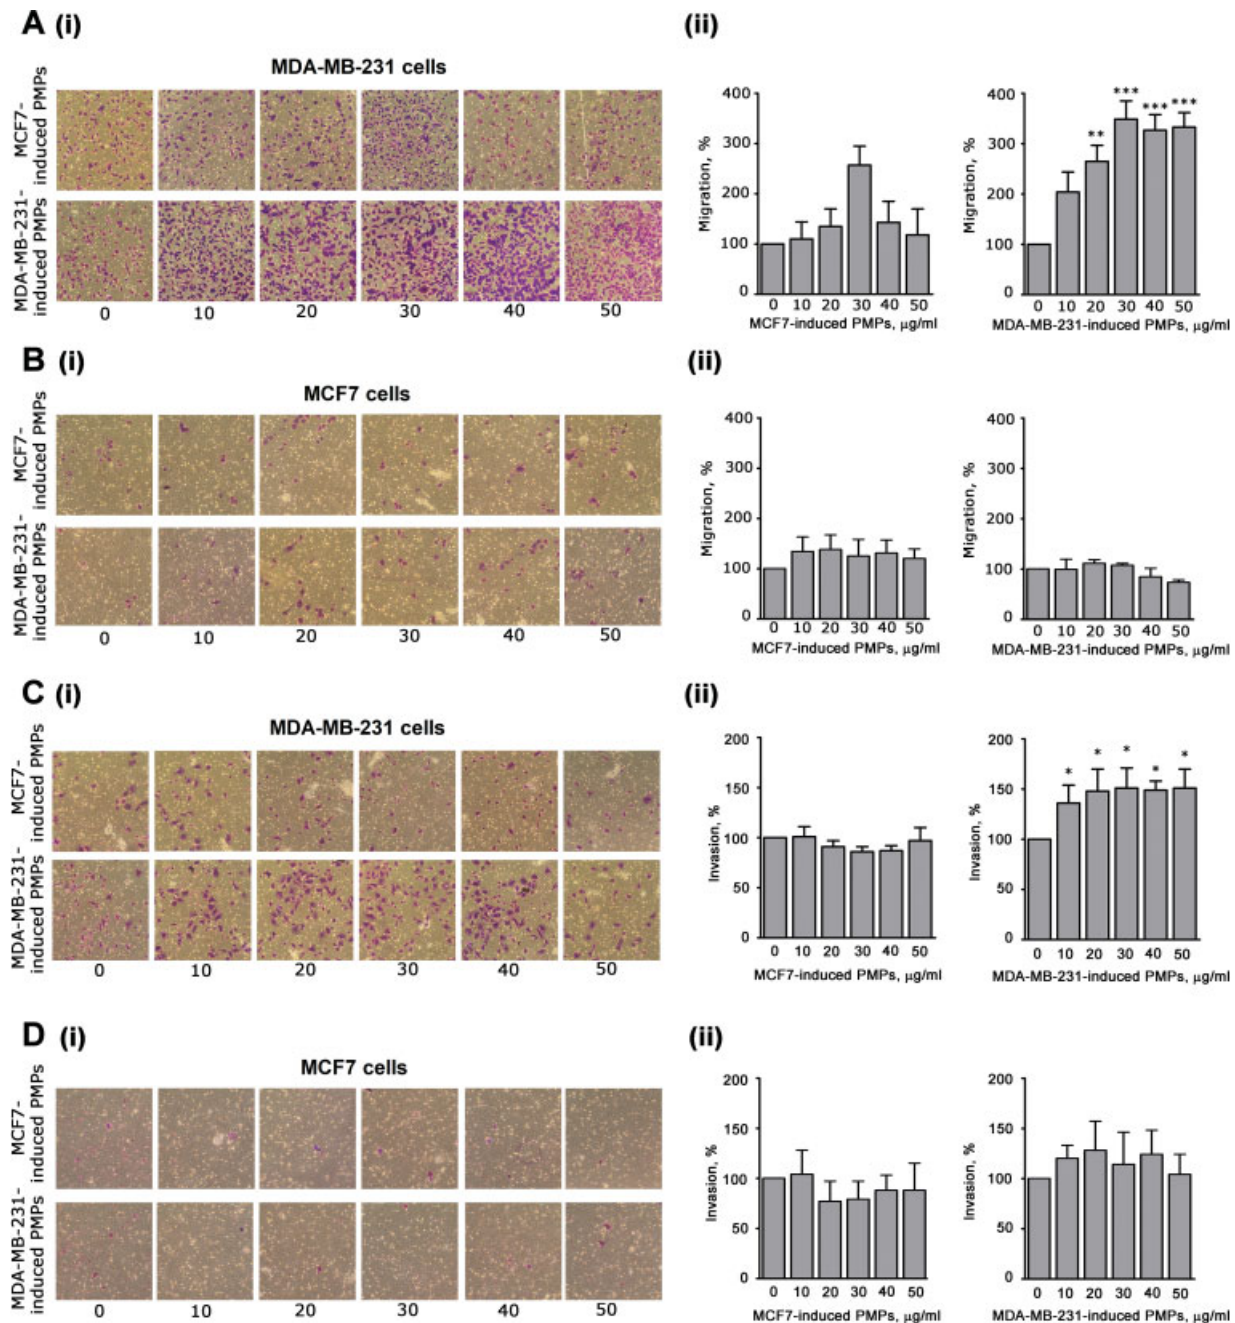 A (i) (ii)
MDA-MB-231 cells
MCF7-
induced PMPs
MDA-MB-231-
induced PMPs
0 10 20 30 40 50
Migration, %
400
300
200
100
0
0 10 20 30 40 50
MCF7-induced PMPs, µg/ml
Migration, %
400
300
200
100
0
** *** *** ***
0 10 20 30 40 50
MDA-MB-231-induced PMPs, µg/ml
B (i) (ii)
MCF7 cells
MCF7-
induced PMPs
MDA-MB-231-
induced PMPs
0 10 20 30 40 50
Migration, %
400
300
200
100
0
0 10 20 30 40 50
MCF7-induced PMPs, µg/ml
Migration, %
400
300
200
100
0
0 10 20 30 40 50
MDA-MB-231-induced PMPs, µg/ml
C (i) (ii)
MDA-MB-231 cells
MCF7-
induced PMPs
MDA-MB-231-
induced PMPs
0 10 20 30 40 50
Invasion, %
200
150
100
50
0
0 10 20 30 40 50
MCF7-induced PMPs, µg/ml
Invasion, %
200
150
100
50
0
* * * * *
0 10 20 30 40 50
MDA-MB-231-induced PMPs, µg/ml
D (i) (ii)
MCF7 cells
MCF7-
induced PMPs
MDA-MB-231-
induced PMPs
0 10 20 30 40 50
Invasion, %
200
150
100
50
0
0 10 20 30 40 50
MCF7-induced PMPs, µg/ml
Invasion, %
200
150
100
50
0
0 10 20 30 40 50
MDA-MB-231-induced PMPs, µg/ml